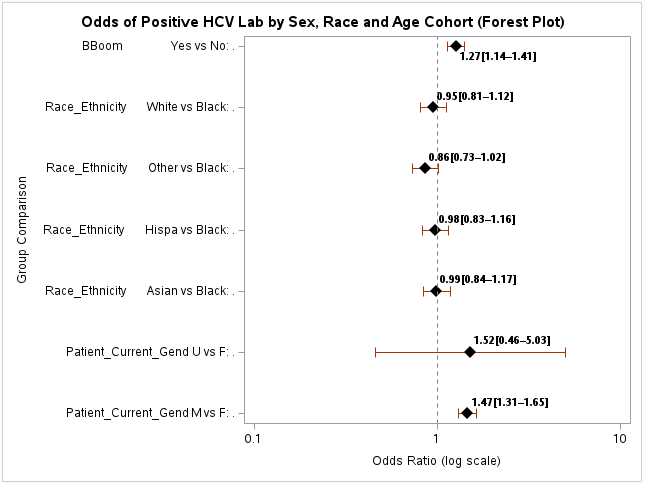 Odds of Positive HCV Lab by Sex, Race and Age Cohort (Forest Plot)
BBoom Yes vs No: .
1.27[1.14–1.41]
0.95[0.81–1.12]
Race_Ethnicity White vs Black: .
0.86[0.73–1.02]
Race_Ethnicity Other vs Black: .
0.98[0.83–1.16]
Race_Ethnicity Hispa vs Black: .
0.99[0.84–1.17]
Race_Ethnicity Asian vs Black: .
1.52[0.46–5.03]
Patient_Current_Gend U vs F: .
1.47[1.31–1.65]
Patient_Current_Gend M vs F: .
Group Comparison
0.1 1 10
Odds Ratio (log scale)